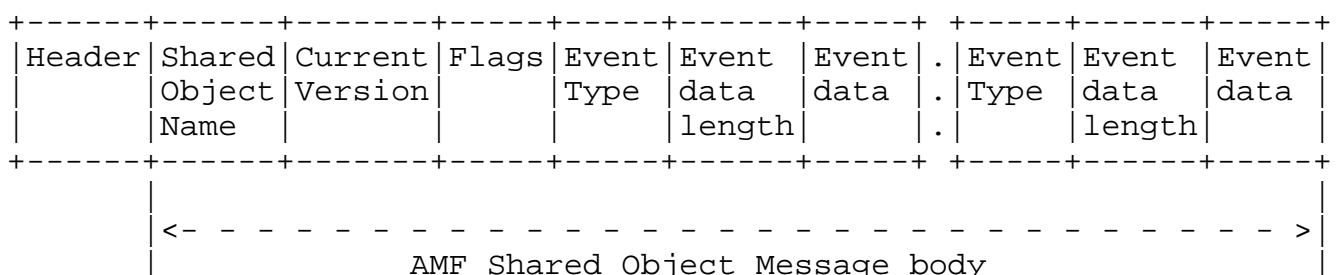 +------+------+-------+-----+-----+------+-----+ +-----+------+-----+
|Header|Shared|Current|Flags|Event|Event |Event|.|Event|Event |Event|
|      |Object|Version|     |Type |data  |data |.|Type |data  |data |
|      |Name  |       |     |     |length|     |.|     |length|     |
+------+------+-------+-----+-----+------+-----+ +-----+------+-----+
       |                                                            |
       |<- - - - - - - - - - - - - - - - - - - - - - - - - - - - - >|
       |             AMF Shared Object Message body                 |